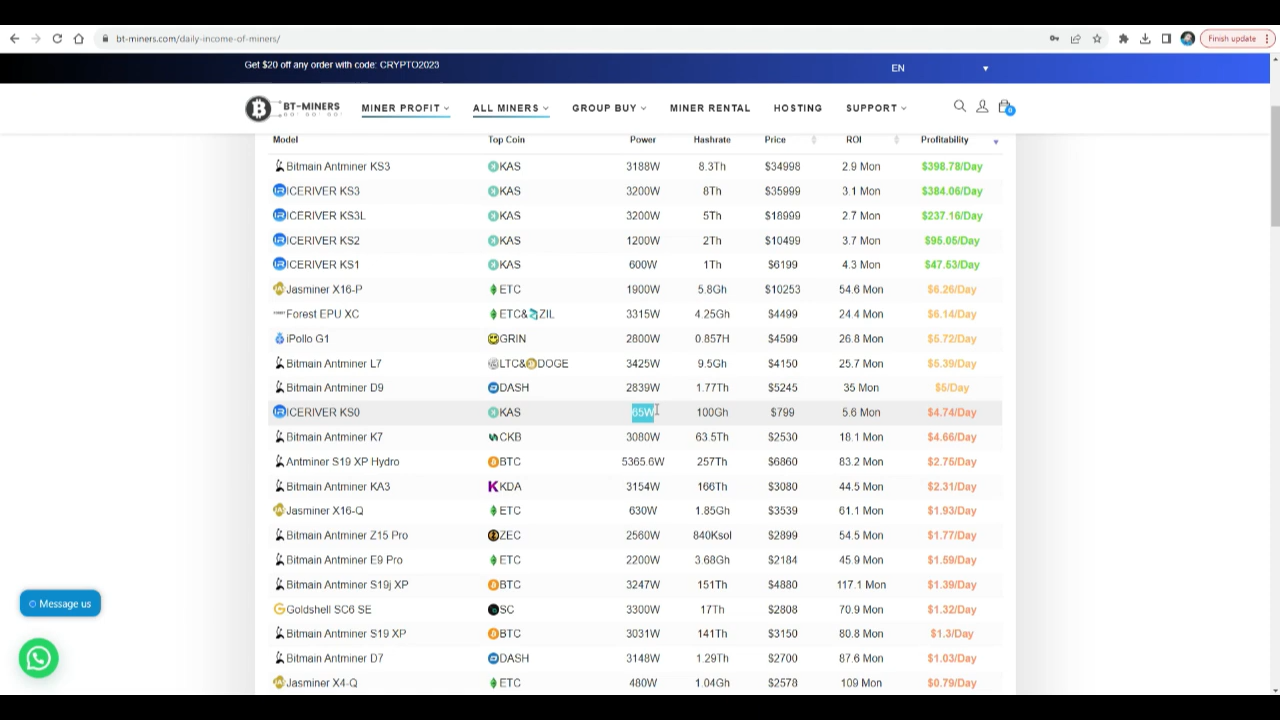 bt-miners.com/daily-income-of-miners/
Finish update
Get $20 off any order with code: CRYPTO2023
EN
BT-MINERS
GO! GO! GO!
MINER PROFIT
ALL MINERS
GROUP BUY
MINER RENTAL
HOSTING
SUPPORT
0
Model Top Coin Power Hashrate Price ROI Profitability
Bitmain Antminer KS3 KAS 3188W 8.3Th $34998 2.9 Mon $398.78/Day
ICERIVER KS3 KAS 3200W 8Th $35999 3.1 Mon $384.06/Day
ICERIVER KS3L KAS 3200W 5Th $18999 2.7 Mon $237.16/Day
ICERIVER KS2 KAS 1200W 2Th $10499 3.7 Mon $95.05/Day
ICERIVER KS1 KAS 600W 1Th $6199 4.3 Mon $47.53/Day
Jasminer X16-P ETC 1900W 5.8Gh $10253 54.6 Mon $6.26/Day
Forest EPU XC ETC&ZIL 3315W 4.25Gh $4499 24.4 Mon $6.14/Day
iPollo G1 GRIN 2800W 0.857H $4599 26.8 Mon $5.72/Day
Bitmain Antminer L7 LTC&DOGE 3425W 9.5Gh $4150 25.7 Mon $5.39/Day
Bitmain Antminer D9 DASH 2839W 1.77Th $5245 35 Mon $5/Day
ICERIVER KS0 KAS 65W 100Gh $799 5.6 Mon $4.74/Day
Bitmain Antminer K7 CKB 3080W 63.5Th $2530 18.1 Mon $4.66/Day
Antminer S19 XP Hydro BTC 5365.6W 257Th $6860 83.2 Mon $2.75/Day
Bitmain Antminer KA3 KDA 3154W 166Th $3080 44.5 Mon $2.31/Day
Jasminer X16-Q ETC 630W 1.85Gh $3539 61.1 Mon $1.93/Day
Bitmain Antminer Z15 Pro ZEC 2560W 840Ksol $2899 54.5 Mon $1.77/Day
Bitmain Antminer E9 Pro ETC 2200W 3.68Gh $2184 45.9 Mon $1.59/Day
Bitmain Antminer S19j XP BTC 3247W 151Th $4880 117.1 Mon $1.39/Day
Goldshell SC6 SE SC 3300W 17Th $2808 70.9 Mon $1.32/Day
Bitmain Antminer S19 XP BTC 3031W 141Th $3150 80.8 Mon $1.3/Day
Bitmain Antminer D7 DASH 3148W 1.29Th $2700 87.6 Mon $1.03/Day
Jasminer X4-Q ETC 480W 1.04Gh $2578 109 Mon $0.79/Day
Message us